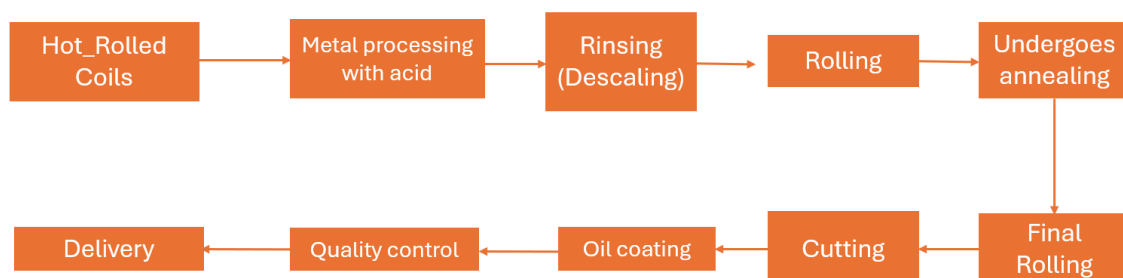 Hot_Rolled
Coils
Metal processing
with acid
Rinsing
(Descaling)
Rolling
Undergoes
annealing
Final
Rolling
Cutting
Oil coating
Quality control
Delivery